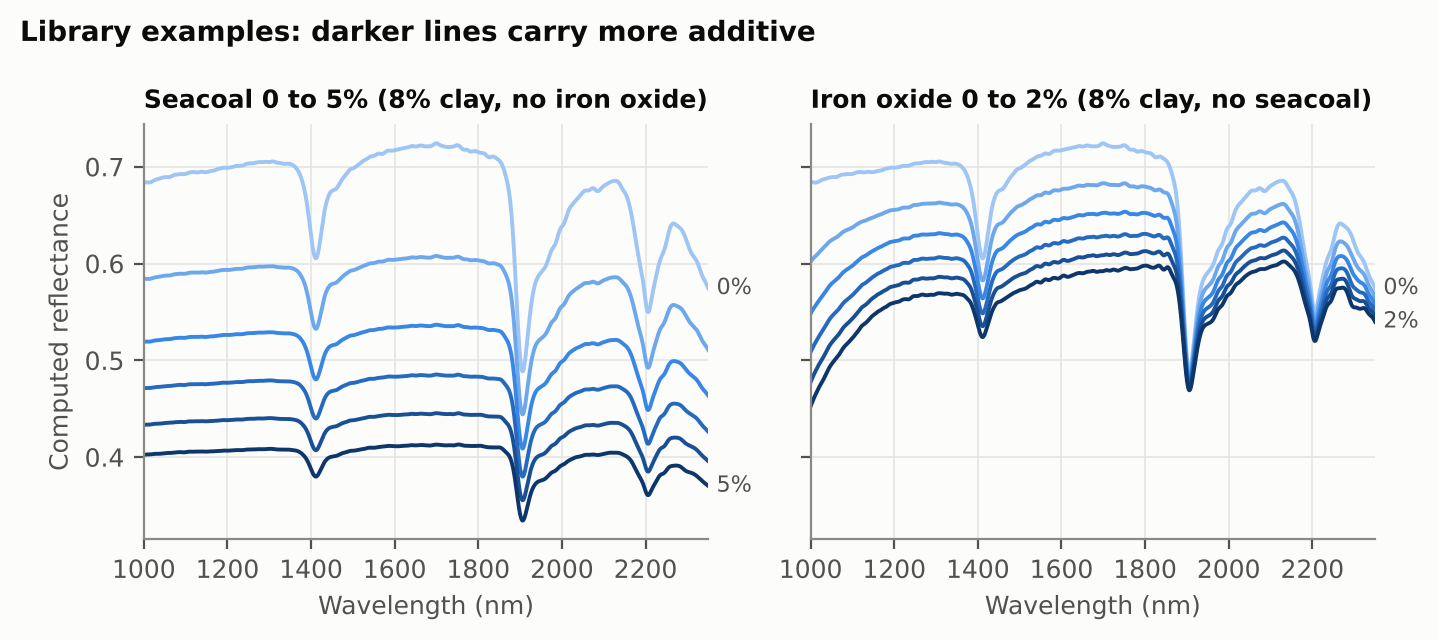 Library examples: darker lines carry more additive
Seacoal 0 to 5% (8% clay, no iron oxide)
Computed reflectance
0.7
0.6
0.5
0.4
0%
5%
1000 1200 1400 1600 1800 2000 2200
Wavelength (nm)
Iron oxide 0 to 2% (8% clay, no seacoal)
0%
2%
1000 1200 1400 1600 1800 2000 2200
Wavelength (nm)